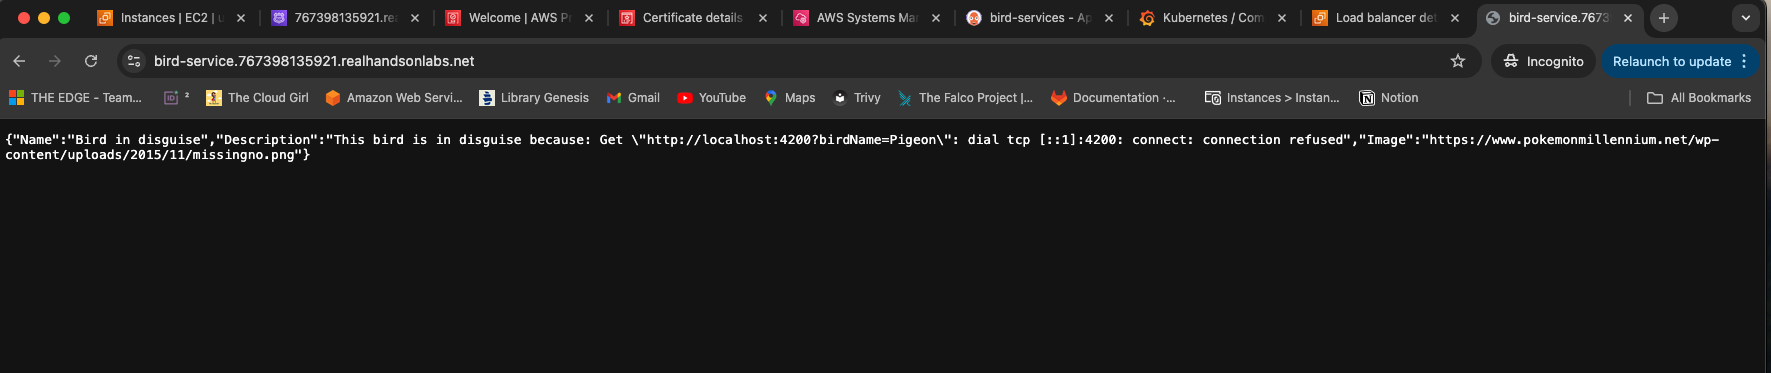 Instances | EC2 | u
767398135921.rea
Welcome | AWS P
Certificate details
AWS Systems Mar
bird-services - Ap
Kubernetes / Com
Load balancer det
bird-service.7673
bird-service.767398135921.realhandsonlabs.net
Incognito
Relaunch to update
THE EDGE - Team...
2
The Cloud Girl
Amazon Web Servi...
Library Genesis
Gmail
YouTube
Maps
Trivy
The Falco Project |...
Documentation ·...
Instances > Instan...
Notion
All Bookmarks
{"Name":"Bird in disguise","Description":"This bird is in disguise because: Get \"http://localhost:4200?birdName=Pigeon\": dial tcp [::1]:4200: connect: connection refused","Image":"https://www.pokemonmillennium.net/wp-
content/uploads/2015/11/missingno.png"}